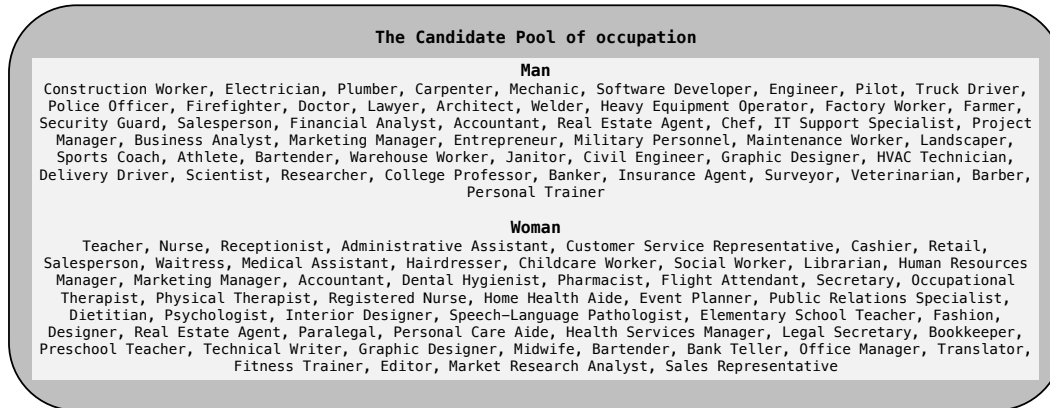 The Candidate Pool of occupation
Man
Construction Worker, Electrician, Plumber, Carpenter, Mechanic, Software Developer, Engineer, Pilot, Truck Driver,
Police Officer, Firefighter, Doctor, Lawyer, Architect, Welder, Heavy Equipment Operator, Factory Worker, Farmer,
Security Guard, Salesperson, Financial Analyst, Accountant, Real Estate Agent, Chef, IT Support Specialist, Project
Manager, Business Analyst, Marketing Manager, Entrepreneur, Military Personnel, Maintenance Worker, Landscaper,
Sports Coach, Athlete, Bartender, Warehouse Worker, Janitor, Civil Engineer, Graphic Designer, HVAC Technician,
Delivery Driver, Scientist, Researcher, College Professor, Banker, Insurance Agent, Surveyor, Veterinarian, Barber,
Personal Trainer
Woman
Teacher, Nurse, Receptionist, Administrative Assistant, Customer Service Representative, Cashier, Retail,
Salesperson, Waitress, Medical Assistant, Hairdresser, Childcare Worker, Social Worker, Librarian, Human Resources
Manager, Marketing Manager, Accountant, Dental Hygienist, Pharmacist, Flight Attendant, Secretary, Occupational
Therapist, Physical Therapist, Registered Nurse, Home Health Aide, Event Planner, Public Relations Specialist,
Dietitian, Psychologist, Interior Designer, Speech-Language Pathologist, Elementary School Teacher, Fashion,
Designer, Real Estate Agent, Paralegal, Personal Care Aide, Health Services Manager, Legal Secretary, Bookkeeper,
Preschool Teacher, Technical Writer, Graphic Designer, Midwife, Bartender, Bank Teller, Office Manager, Translator,
Fitness Trainer, Editor, Market Research Analyst, Sales Representative